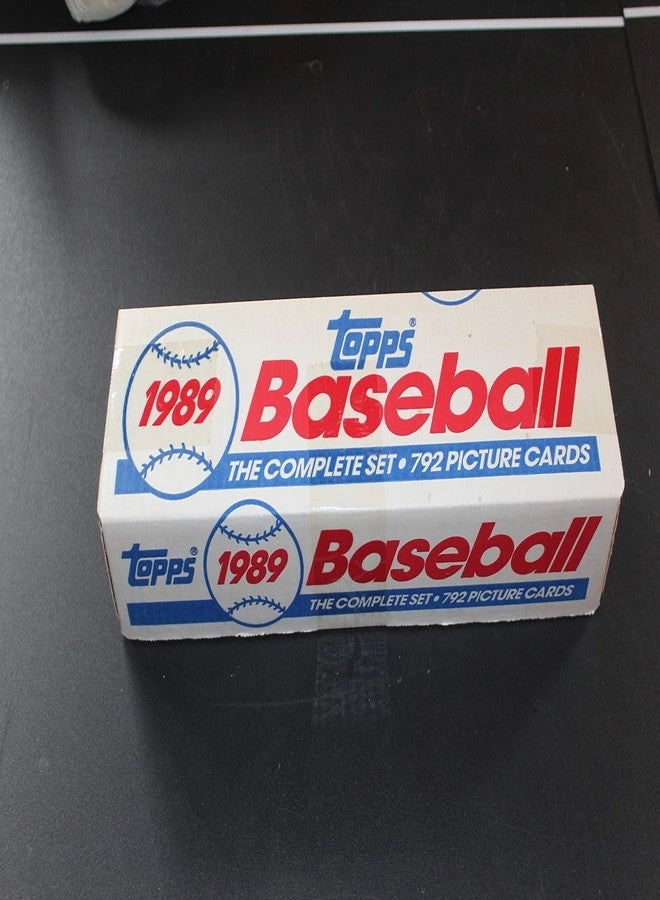 Topps®
1989
Baseball
THE COMPLETE SET • 792 PICTURE CARDS
Topps®
1989
Baseball
THE COMPLETE SET • 792 PICTURE CARDS